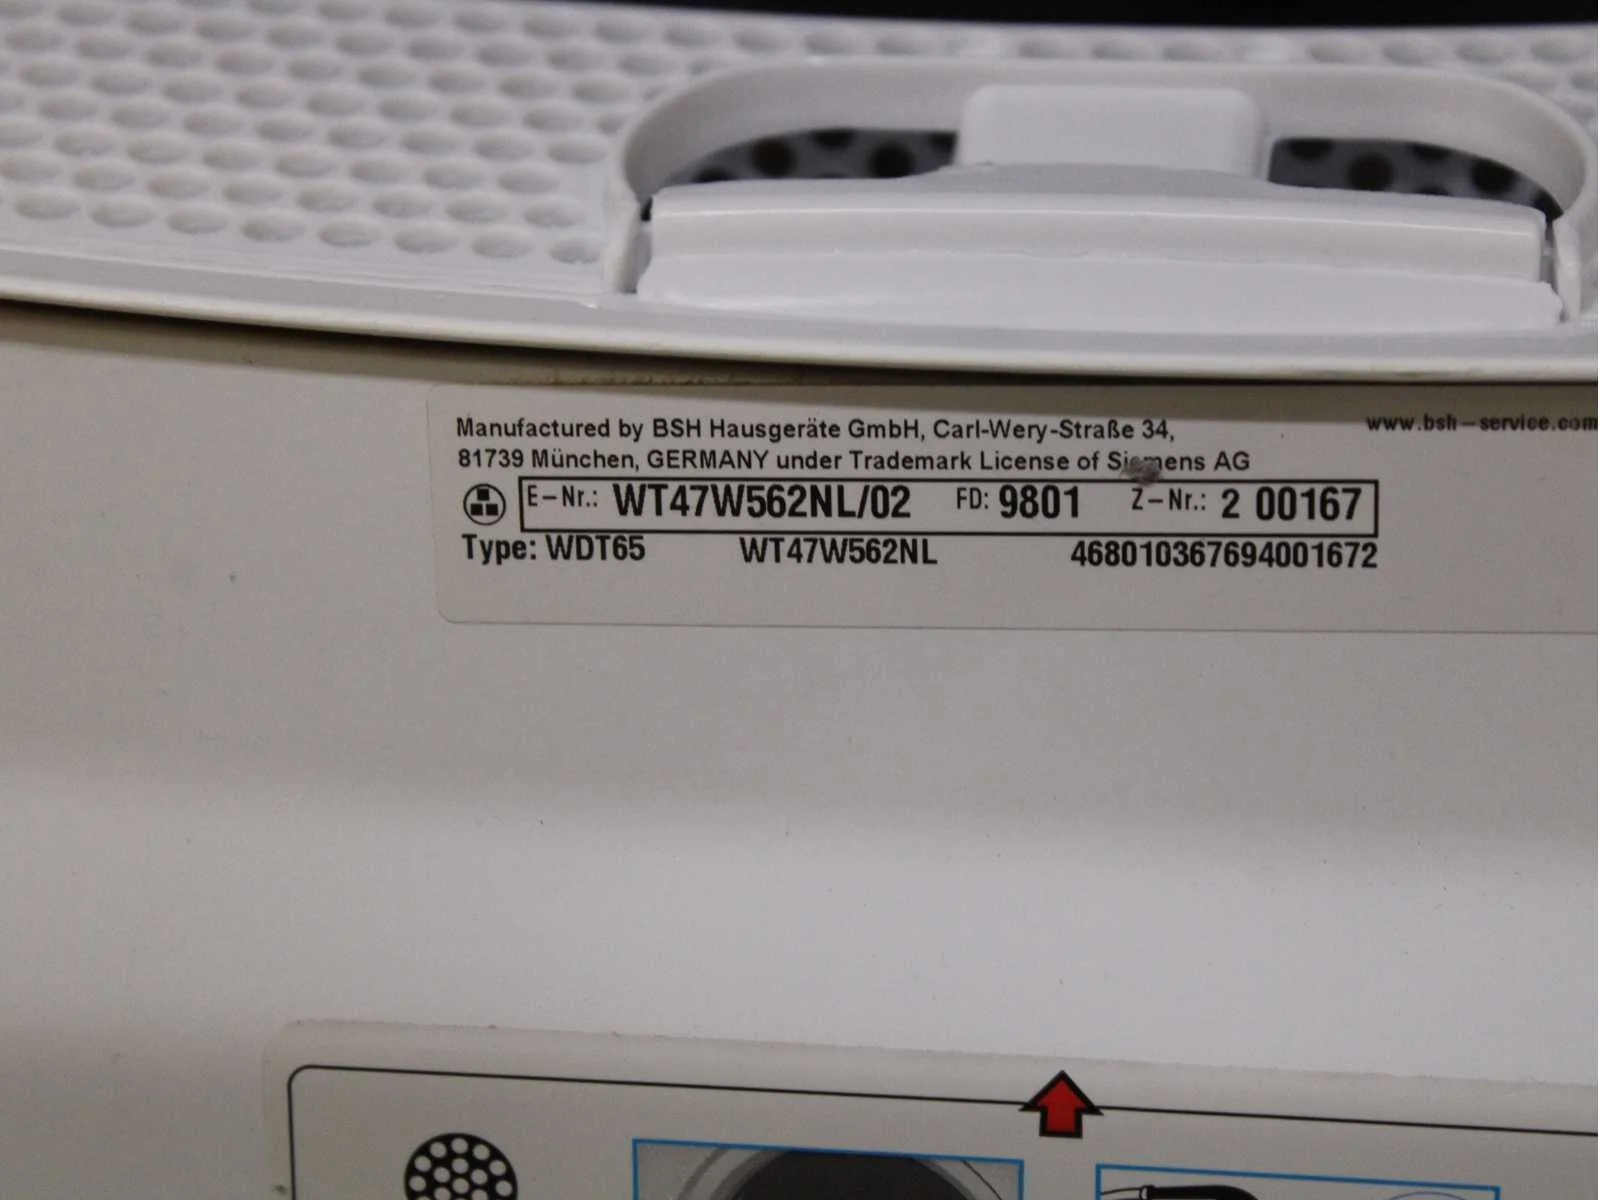 Manufactured by BSH Hausgeräte GmbH, Carl-Wery-Straße 34,
www.bsh-service.com
81739 München, GERMANY under Trademark License of Siemens AG
E-Nr.: WT47W562NL/02 FD: 9801 Z-Nr.: 2 00167
Type: WDT65 WT47W562NL 468010367694001672